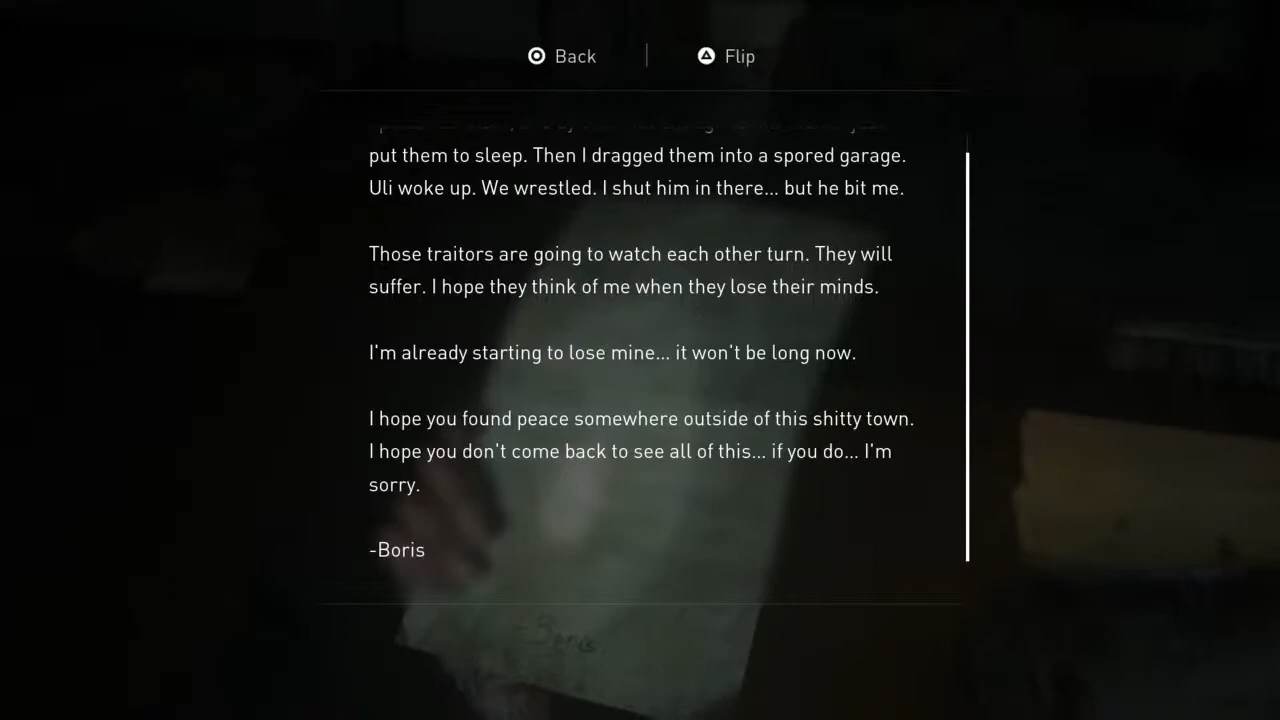 Back
Flip
put them to sleep. Then I dragged them into a spored garage.
Uli woke up. We wrestled. I shut him in there... but he bit me.
Those traitors are going to watch each other turn. They will
suffer. I hope they think of me when they lose their minds.
I'm already starting to lose mine... it won't be long now.
I hope you found peace somewhere outside of this shitty town.
I hope you don't come back to see all of this... if you do... I'm
sorry.
-Boris
-Boris